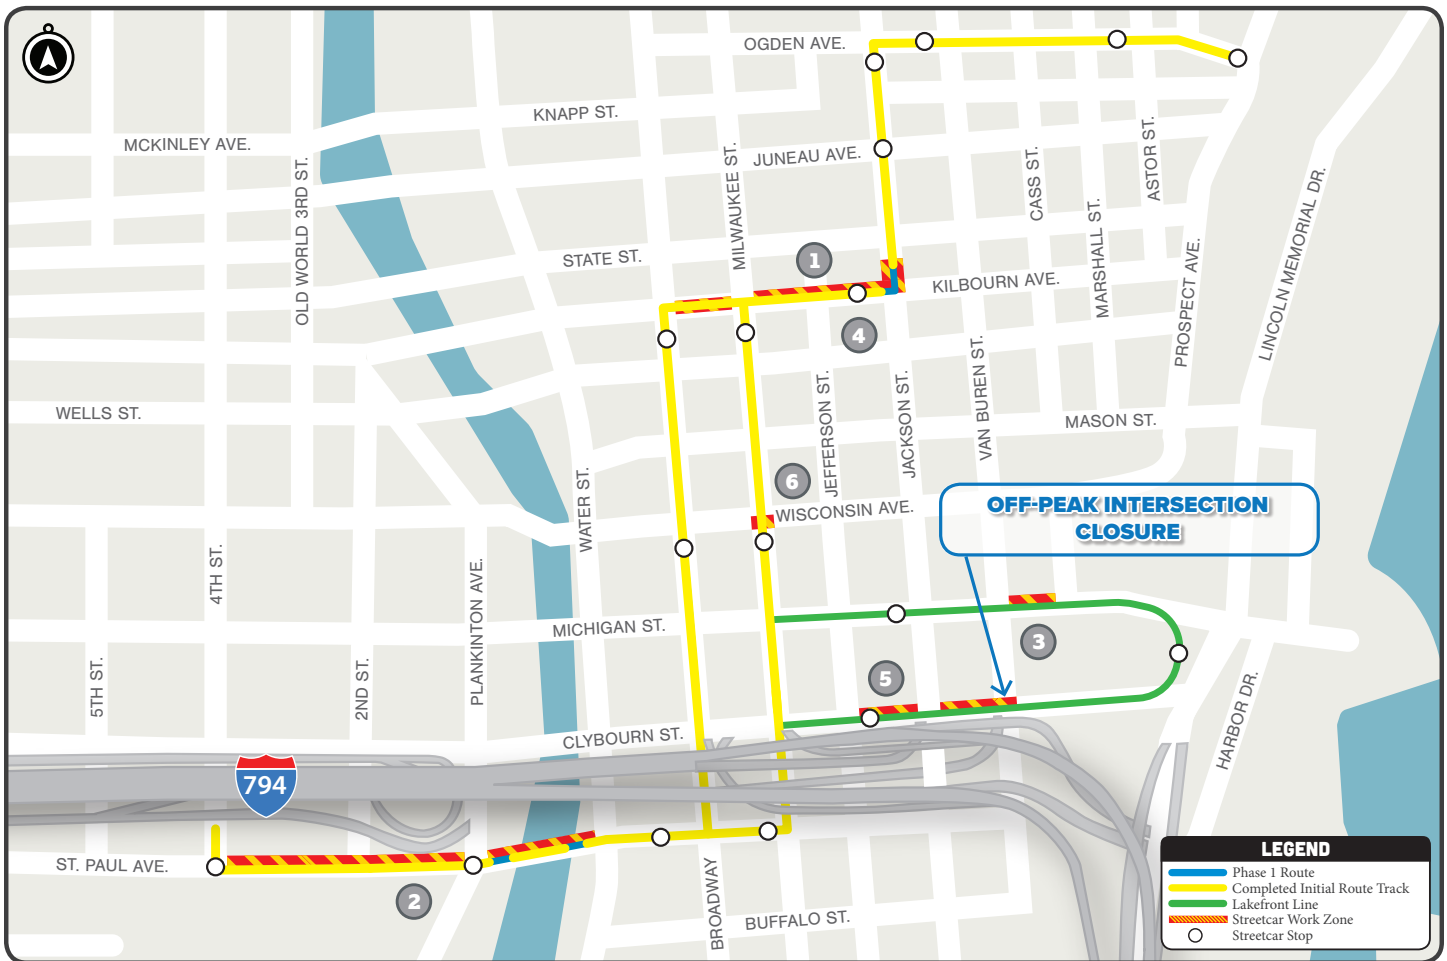 OGDEN AVE.
KNAPP ST.
MCKINLEY AVE.
JUNEAU AVE.
ASTOR ST.
CASS ST.
MILWAUKEE ST.
OLD WORLD 3RD ST.
MARSHALL ST.
LINCOLN MEMORIAL DR.
STATE ST.
1
PROSPECT AVE.
KILBOURN AVE.
4
VAN BUREN ST.
JEFFERSON ST.
JACKSON ST.
WELLS ST.
MASON ST.
6
WATER ST.
WISCONSIN AVE.
OFF-PEAK INTERSECTION
CLOSURE
4TH ST.
PLANKINTON AVE.
MICHIGAN ST.
3
5
5TH ST.
2ND ST.
HARBOR DR.
CLYBOURN ST.
794
ST. PAUL AVE.
2
BROADWAY
BUFFALO ST.
LEGEND
Phase 1 Route
Completed Initial Route Track
Lakefront Line
Streetcar Work Zone
Streetcar Stop